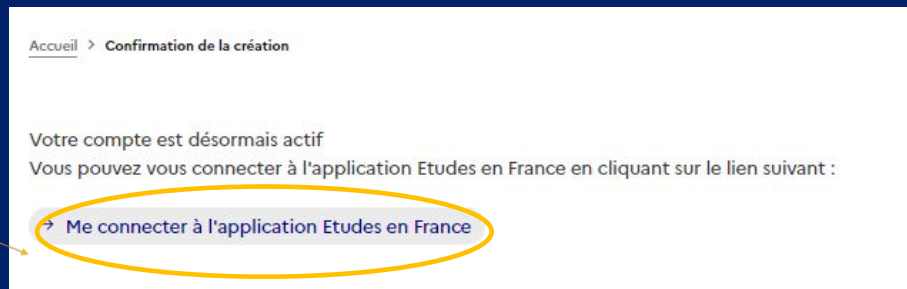 Accueil > Confirmation de la création
Votre compte est désormais actif
Vous pouvez vous connecter à l'application Etudes en France en cliquant sur le lien suivant :
→ Me connecter à l'application Etudes en France